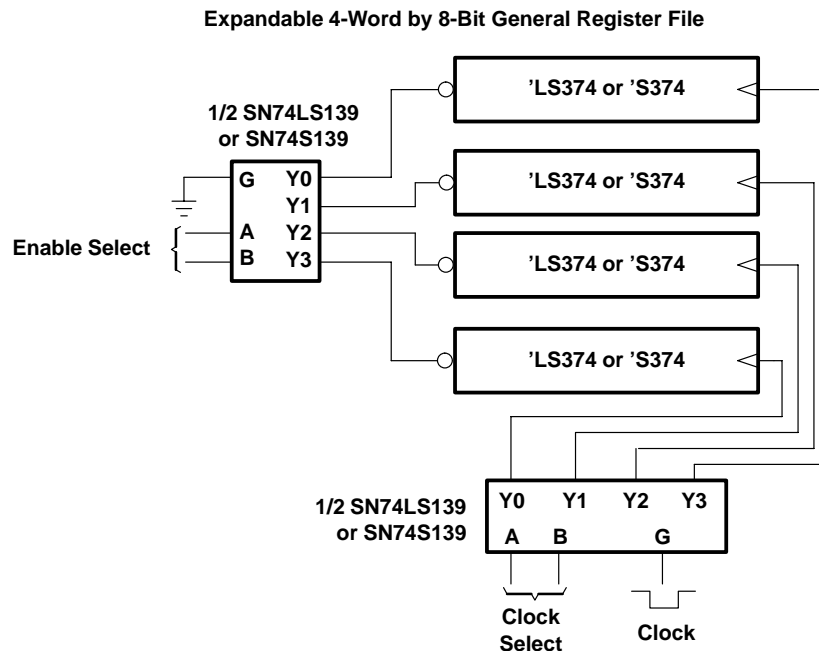 Expandable 4-Word by 8-Bit General Register File
’LS374 or ’S374
1/2 SN74LS139
or SN74S139
G Y0
Y1
A Y2
B Y3
Enable Select
’LS374 or ’S374
’LS374 or ’S374
’LS374 or ’S374
1/2 SN74LS139
or SN74S139
Y0 Y1 Y2 Y3
A B G
Clock
Select
Clock